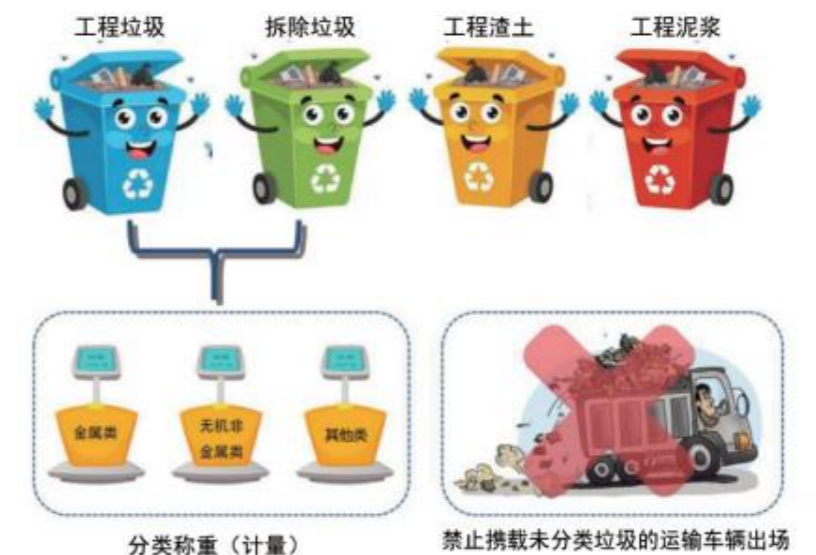 工程垃圾 拆除垃圾 工程渣土 工程泥浆
金属类
无机非
金属类
其他类
分类称重（计量）
禁止携载未分类垃圾的运输车辆出场